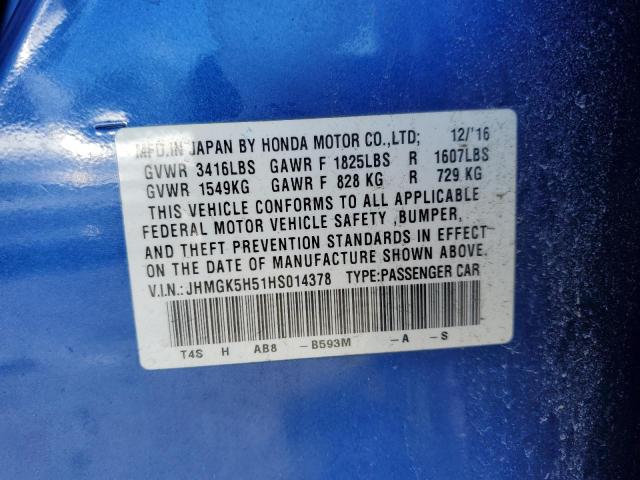 MFD.IN JAPAN BY HONDA MOTOR CO.,LTD; 12/'16
GVWR 3416LBS GAWR F 1825LBS R 1607LBS
GVWR 1549KG GAWR F 828 KG R 729 KG
THIS VEHICLE CONFORMS TO ALL APPLICABLE
FEDERAL MOTOR VEHICLE SAFETY ,BUMPER,
AND THEFT PREVENTION STANDARDS IN EFFECT
ON THE DATE OF MANUFACTURE SHOWN ABOVE.
V.I.N.:JHMGK5H51HS014378 TYPE:PASSENGER CAR
T4S H AB8 -B593M -A -S